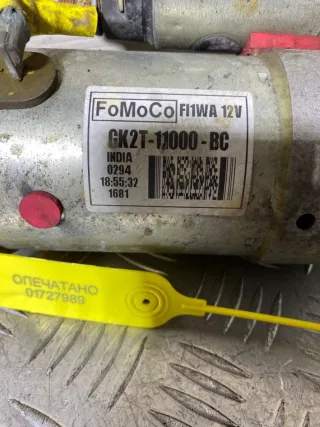 FoMoCo FI1WA 12V
GK2T-11000-BC
INDIA
0294
18:55:32
1681
ОПЕЧАТАНО
01727989